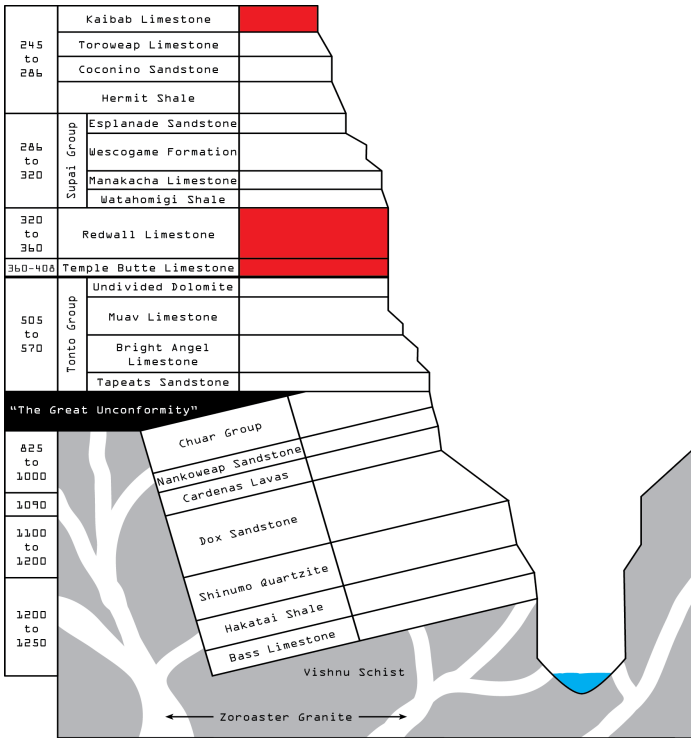 Kaibab Limestone
245
to
286
Toroweap Limestone
Coconino Sandstone
Hermit Shale
286
to
320
Supai Group
Esplanade Sandstone
Wescogame Formation
Manakacha Limestone
Watahomigi Shale
320
to
360
Redwall Limestone
360-408
Temple Butte Limestone
505
to
570
Tonto Group
Undivided Dolomite
Muav Limestone
Bright Angel
Limestone
Tapeats Sandstone
“The Great Unconformity”
825
to
1000
1090
1100
to
1200
1200
to
1250
Chuar Group
Nankoweap Sandstone
Cardenas Lavas
Dox Sandstone
Shinumo Quartzite
Hakatai Shale
Bass Limestone
Vishnu Schist
Zoroaster Granite